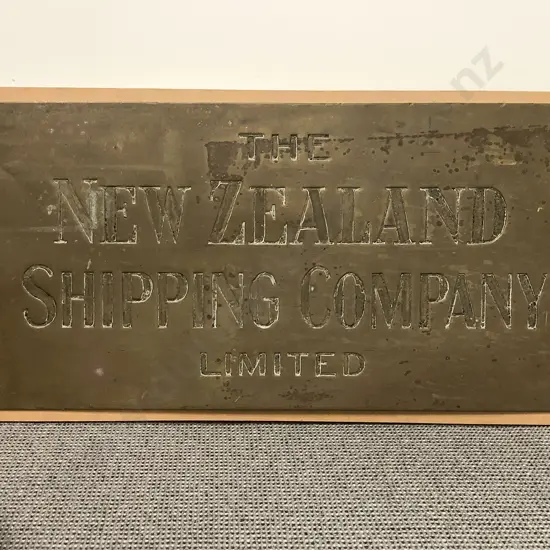 THE
NEW ZEALAND
SHIPPING COMPANY
LIMITED